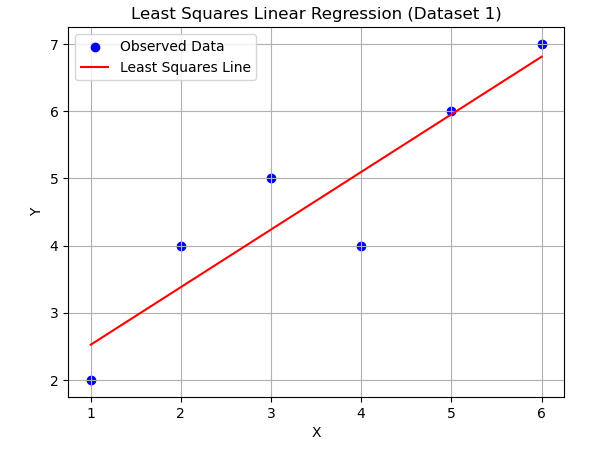 Least Squares Linear Regression (Dataset 1)
Observed Data
Least Squares Line
7
6
5
4
3
2
Y
1 2 3 4 5 6
X